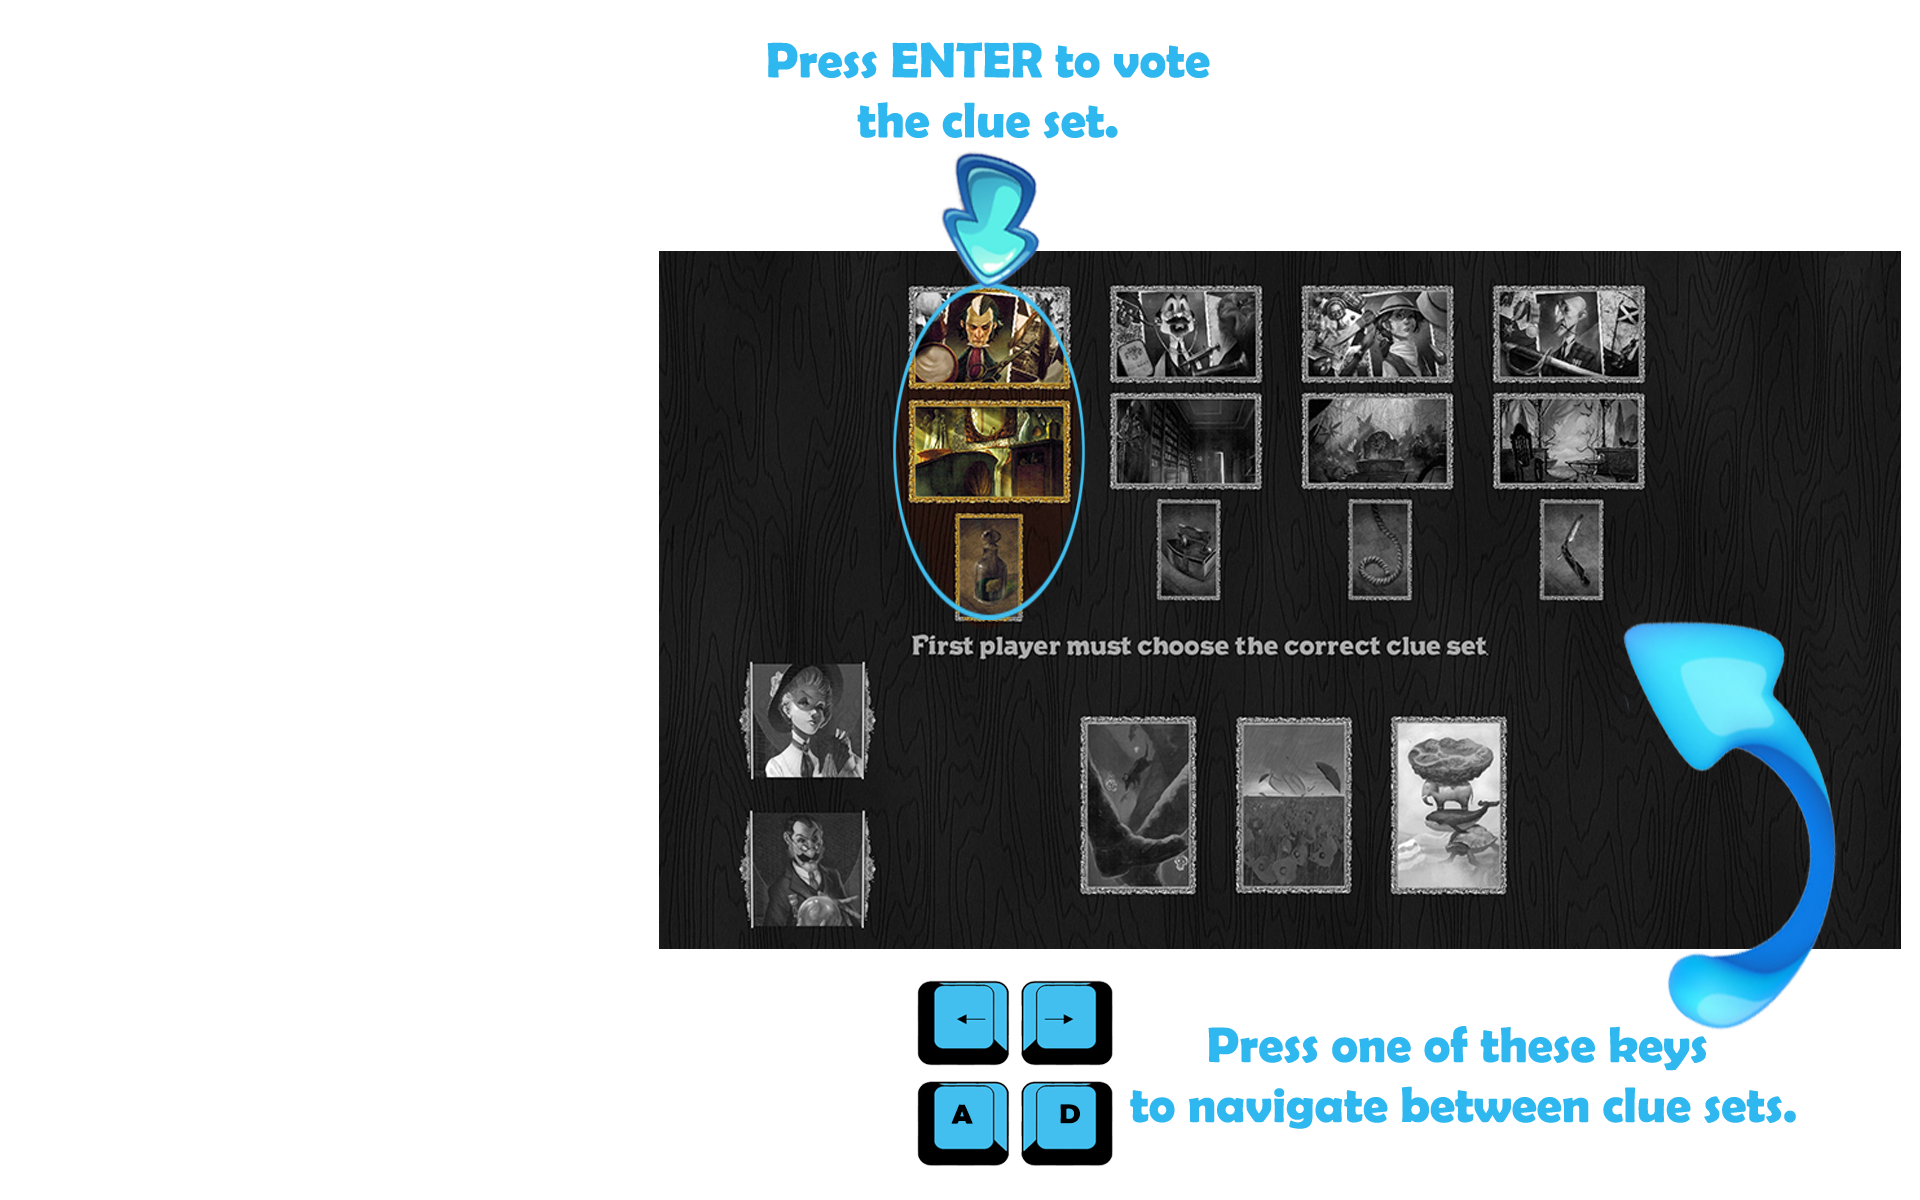 Press ENTER to vote
the clue set.
First player must choose the correct clue set
← →
A D
Press one of these keys
to navigate between clue sets.